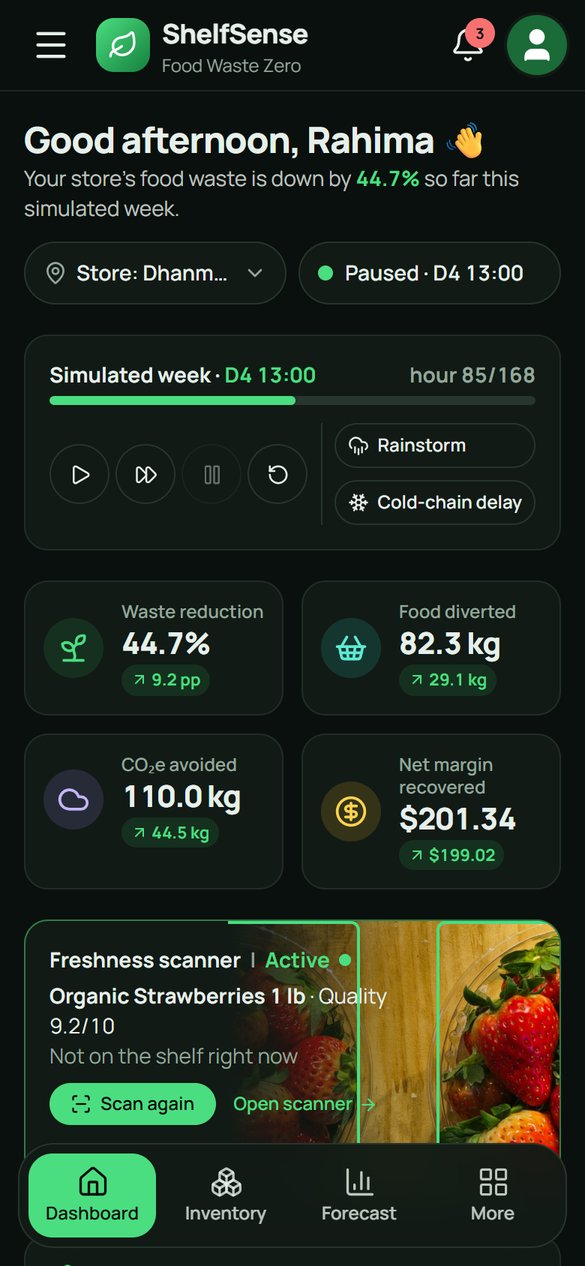 ShelfSense
Food Waste Zero
3
Good afternoon, Rahima 👋
Your store's food waste is down by 44.7% so far this
simulated week.
Store: Dhanm...
Paused · D4 13:00
Simulated week · D4 13:00
hour 85/168
Rainstorm
Cold-chain delay
Waste reduction
44.7%
↗ 9.2 pp
Food diverted
82.3 kg
↗ 29.1 kg
CO₂e avoided
110.0 kg
↗ 44.5 kg
Net margin
recovered
$201.34
↗ $199.02
Freshness scanner | Active
Organic Strawberries 1 lb · Quality
9.2/10
Not on the shelf right now
Scan again
Open scanner →
Dashboard
Inventory
Forecast
More